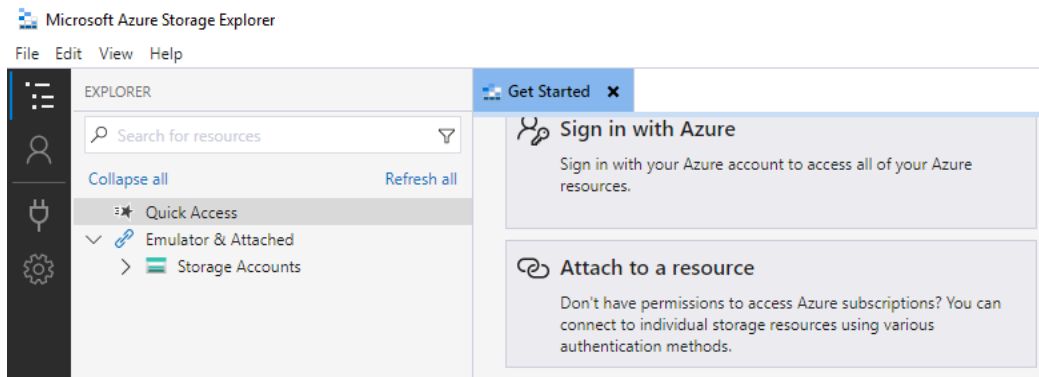 Microsoft Azure Storage Explorer
File Edit View Help
EXPLORER
Search for resources
Collapse all Refresh all
Quick Access
Emulator & Attached
Storage Accounts
Get Started
Sign in with Azure
Sign in with your Azure account to access all of your Azure
resources.
Attach to a resource
Don't have permissions to access Azure subscriptions? You can
connect to individual storage resources using various
authentication methods.